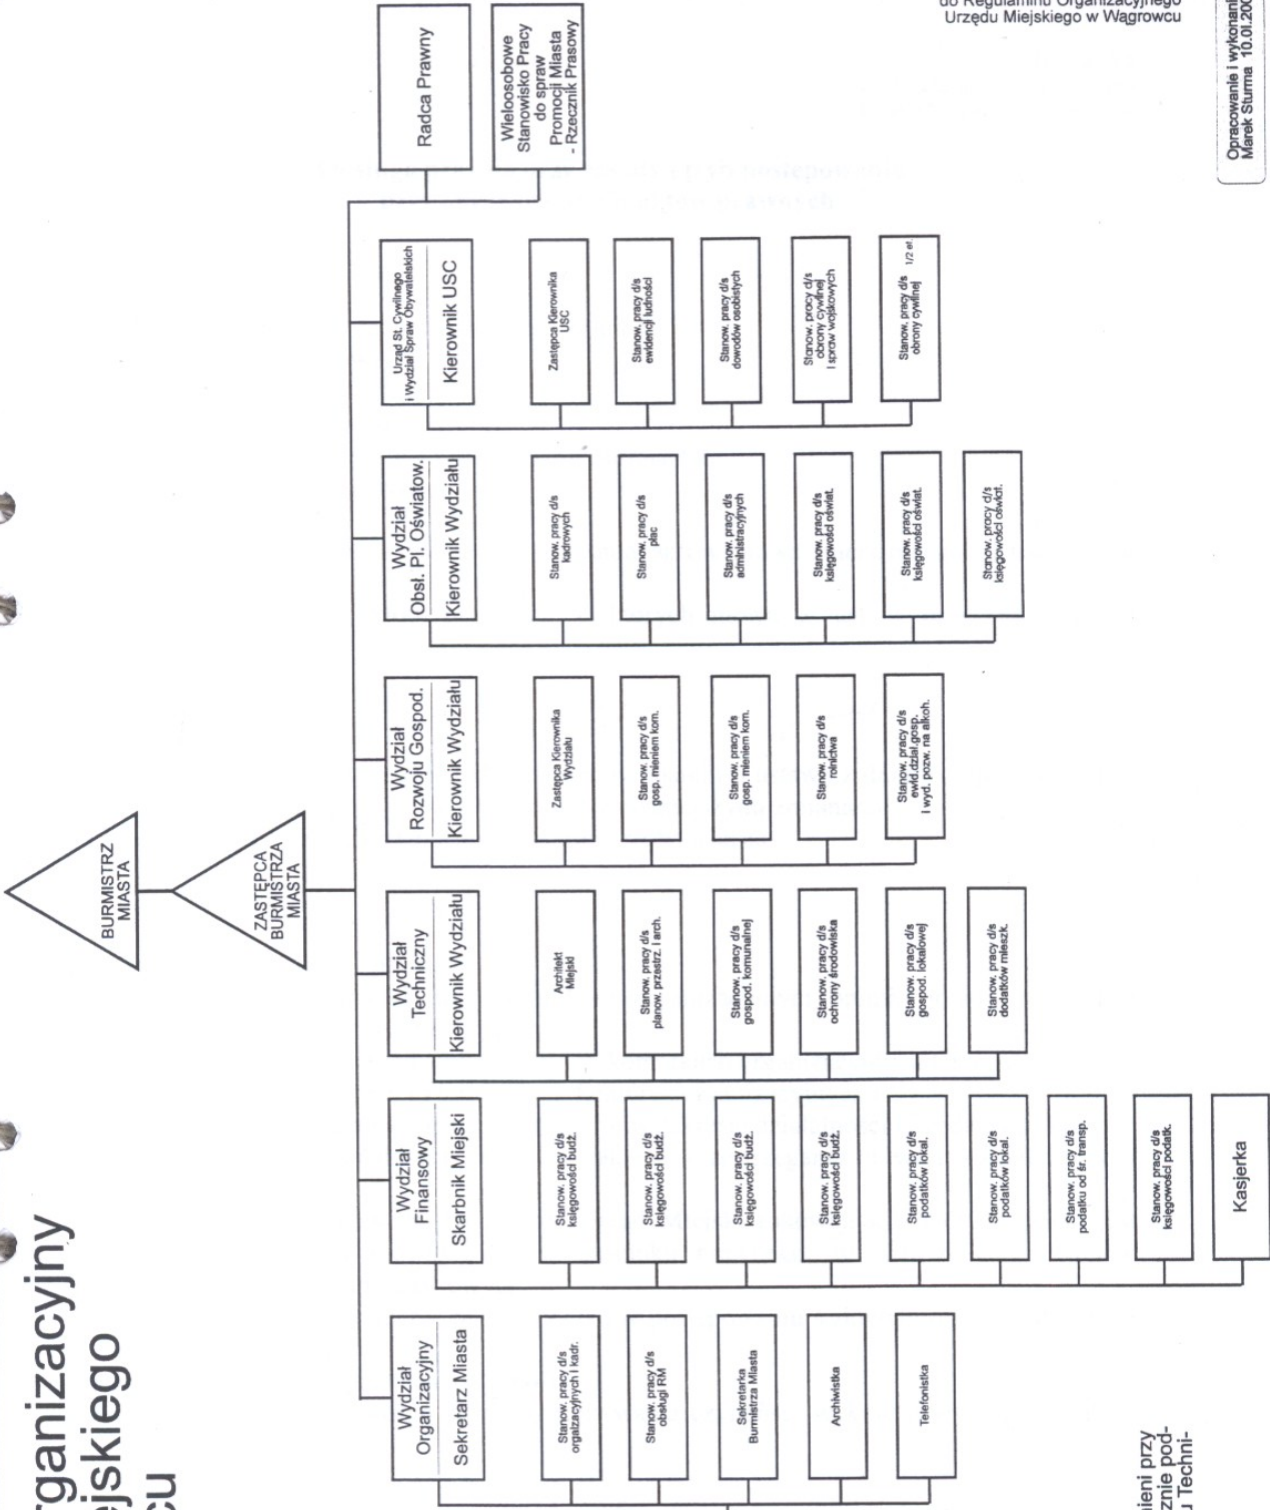 rganizacyjny
ejskiego
cu
do Regulaminu Organizacyjnego
Urzędu Miejskiego w Wągrowcu
BURMISTRZ
MIASTA
ZASTĘPCA
BURMISTRZA
MIASTA
Wydział
Organizacyjny
Sekretarz Miasta
Stanow. pracy d/s
orgaizacyjnych i kadr.
Stanow. pracy d/s
obsługi RM
Sekretarka
Burmistrza Miasta
Archiwistka
Telefonistka
Wydział
Finansowy
Skarbnik Miejski
Stanow. pracy d/s
księgowości budż.
Stanow. pracy d/s
księgowości budż.
Stanow. pracy d/s
księgowości budż.
Stanow. pracy d/s
księgowości budż.
Stanow. pracy d/s
podatków lokal.
Stanow. pracy d/s
podatków lokal.
Stanow. pracy d/s
podatku od śr. transp.
Stanow. pracy d/s
księgowości podatk.
Kasjerka
Wydział
Techniczny
Kierownik Wydziału
Architekt
Miejski
Stanow. pracy d/s
planow. przestrz. i arch.
Stanow. pracy d/s
gospod. komunalnej
Stanow. pracy d/s
ochrony środowiska
Stanow. pracy d/s
gospod. lokalowej
Stanow. pracy d/s
dodatków mieszk.
Wydział
Rozwoju Gospod.
Kierownik Wydziału
Zastępca Kierownika
Wydziału
Stanow. pracy d/s
gosp. mieniem kom.
Stanow. pracy d/s
gosp. mieniem kom.
Stanow. pracy d/s
rolnictwa
Stanow. pracy d/s
ewid.dział.gosp.
i wyd. pozw. na alkoh.
Wydział
Obsł. Pl. Oświatow.
Kierownik Wydziału
Stanow. pracy d/s
kadrowych
Stanow. pracy d/s
płac
Stanow. pracy d/s
administracyjnych
Stanow. pracy d/s
księgowości oświat.
Stanow. pracy d/s
księgowości oświat.
Stanow. pracy d/s
księgowości oświat.
Urząd St. Cywilnego
i Wydział Spraw Obywatelskich
Kierownik USC
Zastępca Kierownika
USC
Stanow. pracy d/s
ewidencji ludności
Stanow. pracy d/s
dowodów osobistych
Stanow. pracy d/s
obrony cywilnej
i spraw wojskowych
Stanow. pracy d/s
obrony cywilnej 1/2 et.
Radca Prawny
Wieloosobowe
Stanowisko Pracy
do spraw
Promocji Miasta
- Rzecznik Prasowy
ieni przy
znie pod-
u Techni-
Opracowanie i wykonani
Marek Sturma 10.01.200